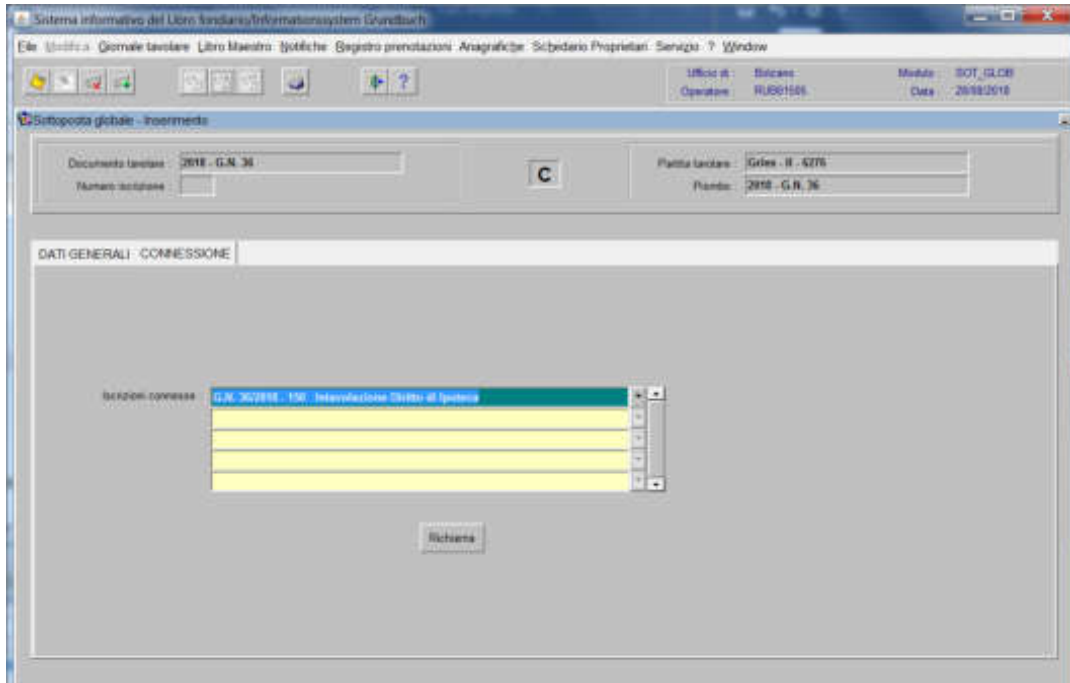 Sistema informativo del Libro fondiario/Informationssystem Grundbuch
File Modifica Giornale tavolare Libro Maestro Notifiche Registro prenotazioni Anagrafiche Schedario Proprietari Servizio ? Window
Ufficio di : Bolzano Modulo : SOT_GLOB
Operatore : Data : 28/08/2018
Sottoposta globale - Inserimento
Documento tavolare : 2018 - G.N. 36
Numero iscrizione :
C
Partita tavolare : Gries - II - 6276
Piombo : 2018 - G.N. 36
DATI GENERALI CONNESSIONE
Iscrizioni connesse : G.N. 36/2018 - 150 Intavolazione Diritto di Ipoteca
Richiama